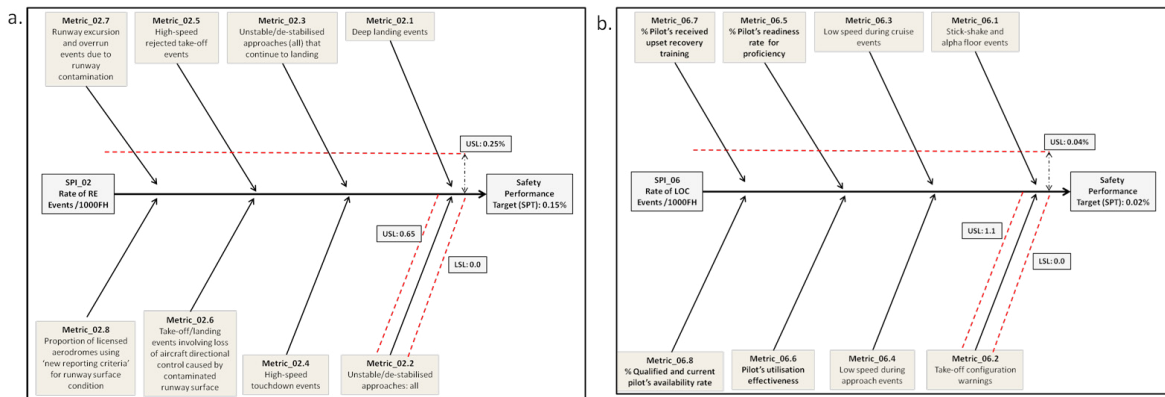 a.
Metric_02.7
Runway excursion
and overrun
events due to
runway
contamination
Metric_02.5
High-speed
rejected take-off
events
Metric_02.3
Unstable/de-stabilised
approaches (all) that
continue to landing
Metric_02.1
Deep landing events
USL: 0.25%
SPI_02
Rate of RE
Events /1000FH
Safety
Performance
Target (SPT): 0.15%
USL: 0.65
LSL: 0.0
Metric_02.8
Proportion of licensed
aerodromes using
'new reporting criteria'
for runway surface
condition
Metric_02.6
Take-off/landing
events involving loss
of aircraft directional
control caused by
contaminated
runway surface
Metric_02.4
High-speed
touchdown events
Metric_02.2
Unstable/de-stabilised
approaches: all
b.
Metric_06.7
% Pilot's received
upset recovery
training
Metric_06.5
% Pilot's readiness
rate for
proficiency
Metric_06.3
Low speed during
cruise events
Metric_06.1
Stick-shake and
alpha floor events
USL: 0.04%
SPI_06
Rate of LOC
Events/1000FH
Safety
Performance
Target (SPT): 0.02%
USL: 1.1
LSL: 0.0
Metric_06.8
% Qualified and current
pilot's availability rate
Metric_06.6
Pilot's utilisation
effectiveness
Metric_06.4
Low speed during
approach events
Metric_06.2
Take-off configuration
warnings